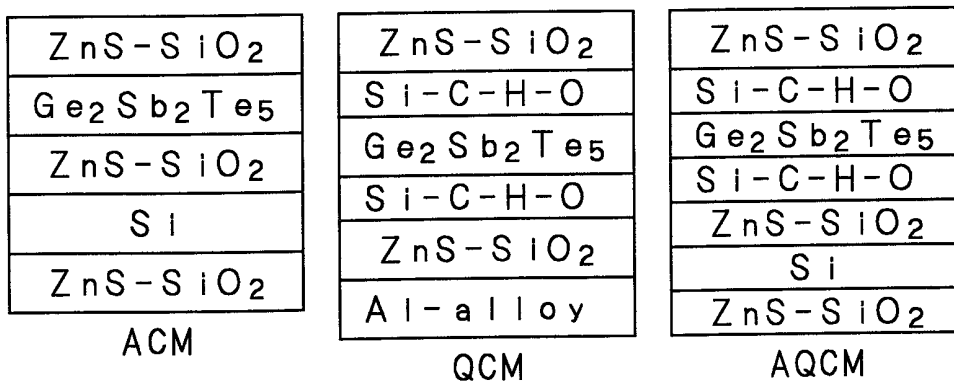 ZnS-SiO2
Ge2Sb2Te5
ZnS-SiO2
Si
ZnS-SiO2
ACM
ZnS-SiO2
Si-C-H-O
Ge2Sb2Te5
Si-C-H-O
ZnS-SiO2
Al-alloy
QCM
ZnS-SiO2
Si-C-H-O
Ge2Sb2Te5
Si-C-H-O
ZnS-SiO2
Si
ZnS-SiO2
AQCM